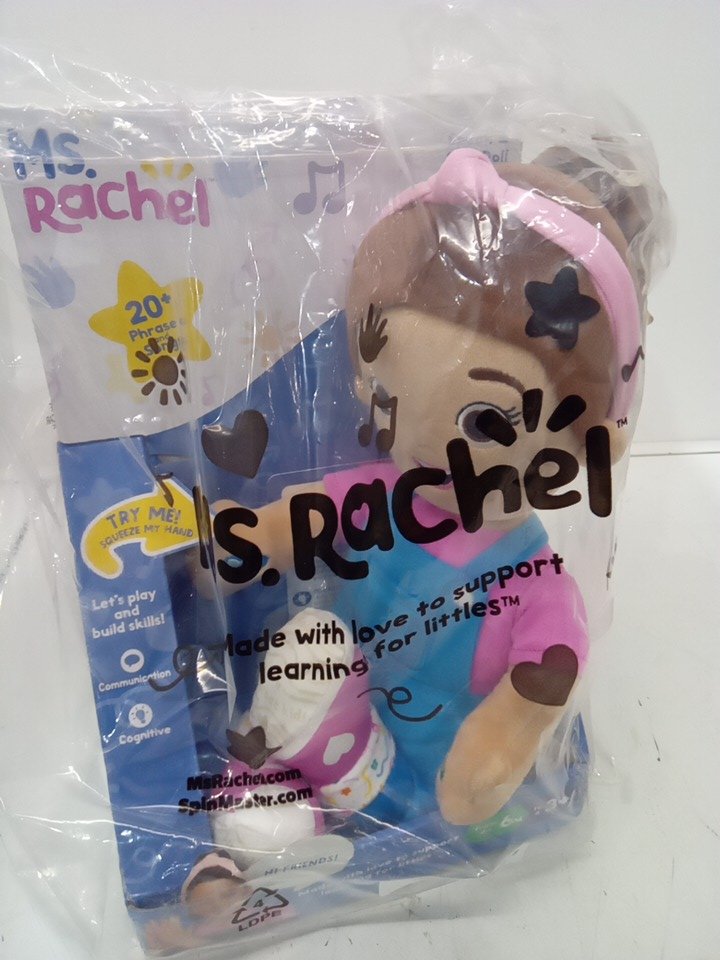 Ms.
Rachel
20+
Phrases
and
TRY ME!
SQUEEZE MY HAND
Let's play
and
build skills!
Communication
Cognitive
s. Rachel™
Made with love to support
learning for littles™
MsRachel.com
SpinMaster.com
HI FRIENDS!
4
LDPE